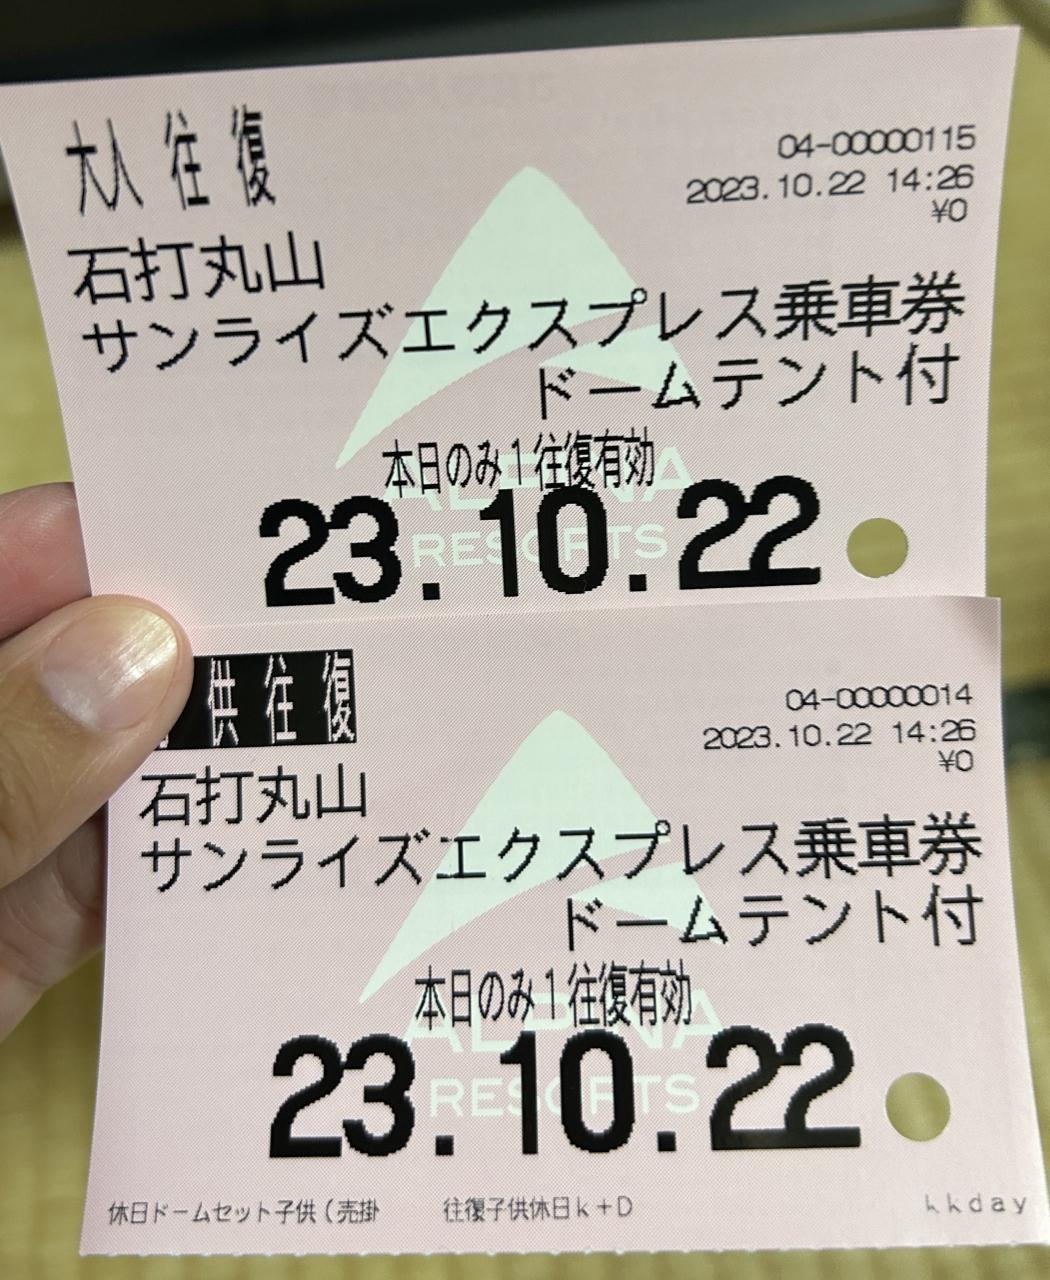 大人往復
04-00000115
2023.10.22 14:26
¥0
石打丸山
サンライズエクスプレス乗車券
ドームテント付
本日のみ1往復有効
ALPINA
RESORTS
23.10.22
供往復
04-00000014
2023.10.22 14:26
¥0
石打丸山
サンライズエクスプレス乗車券
ドームテント付
本日のみ1往復有効
ALPINA
RESORTS
23.10.22
休日ドームセット子供(売掛 往復子供休日k+D kkday